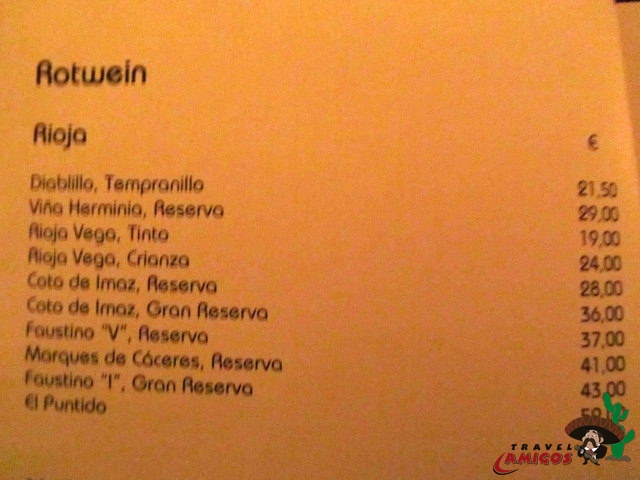 Rotwein
Rioja €
Diablillo, Tempranillo 21,50
Viña Herminia, Reserva 29,00
Rioja Vega, Tinto 19,00
Rioja Vega, Crianza 24,00
Coto de Imaz, Reserva 28,00
Coto de Imaz, Gran Reserva 36,00
Faustino "V", Reserva 37,00
Marques de Cáceres, Reserva 41,00
Faustino "I", Gran Reserva 43,00
El Puntido
TRAVEL
AMIGOS